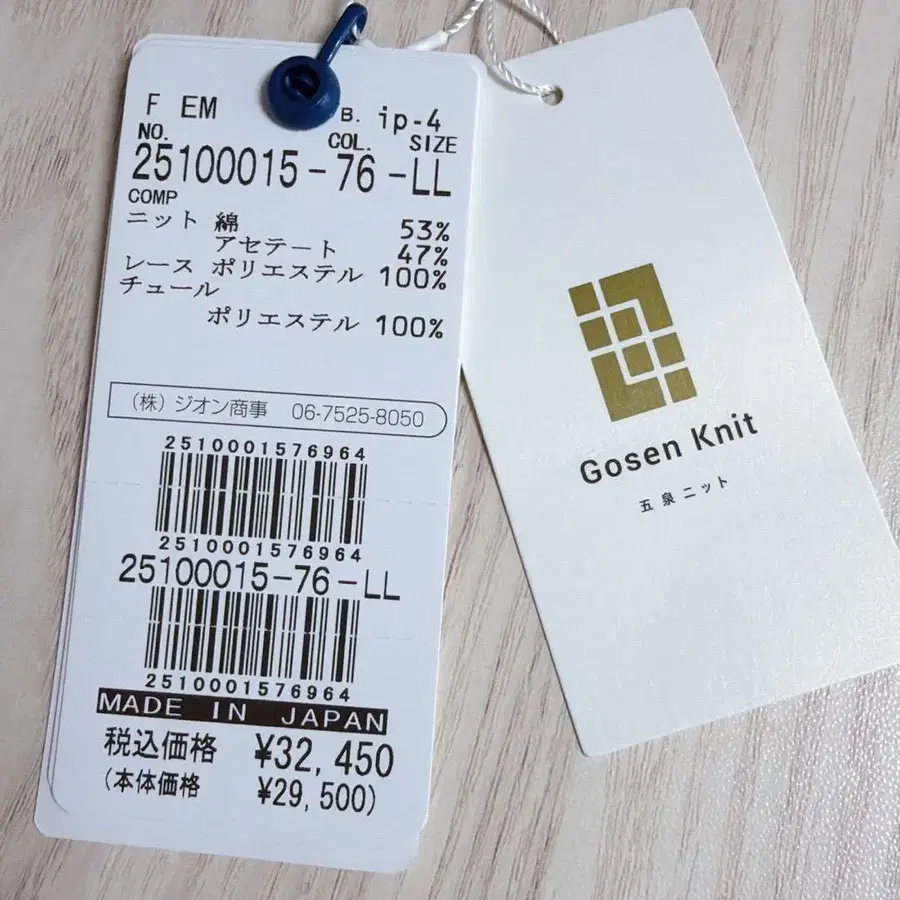 F EM
B. ip-4
NO. COL. SIZE
25100015-76-LL
COMP
ニット 綿 53%
アセテート 47%
レース ポリエステル 100%
チュール
ポリエステル 100%
(株) ジオン商事 06-7525-8050
2510001576964
2510001576964
25100015-76-LL
2510001576964
MADE IN JAPAN
税込価格 ¥32,450
(本体価格 ¥29,500)
Gosen Knit
五泉ニット